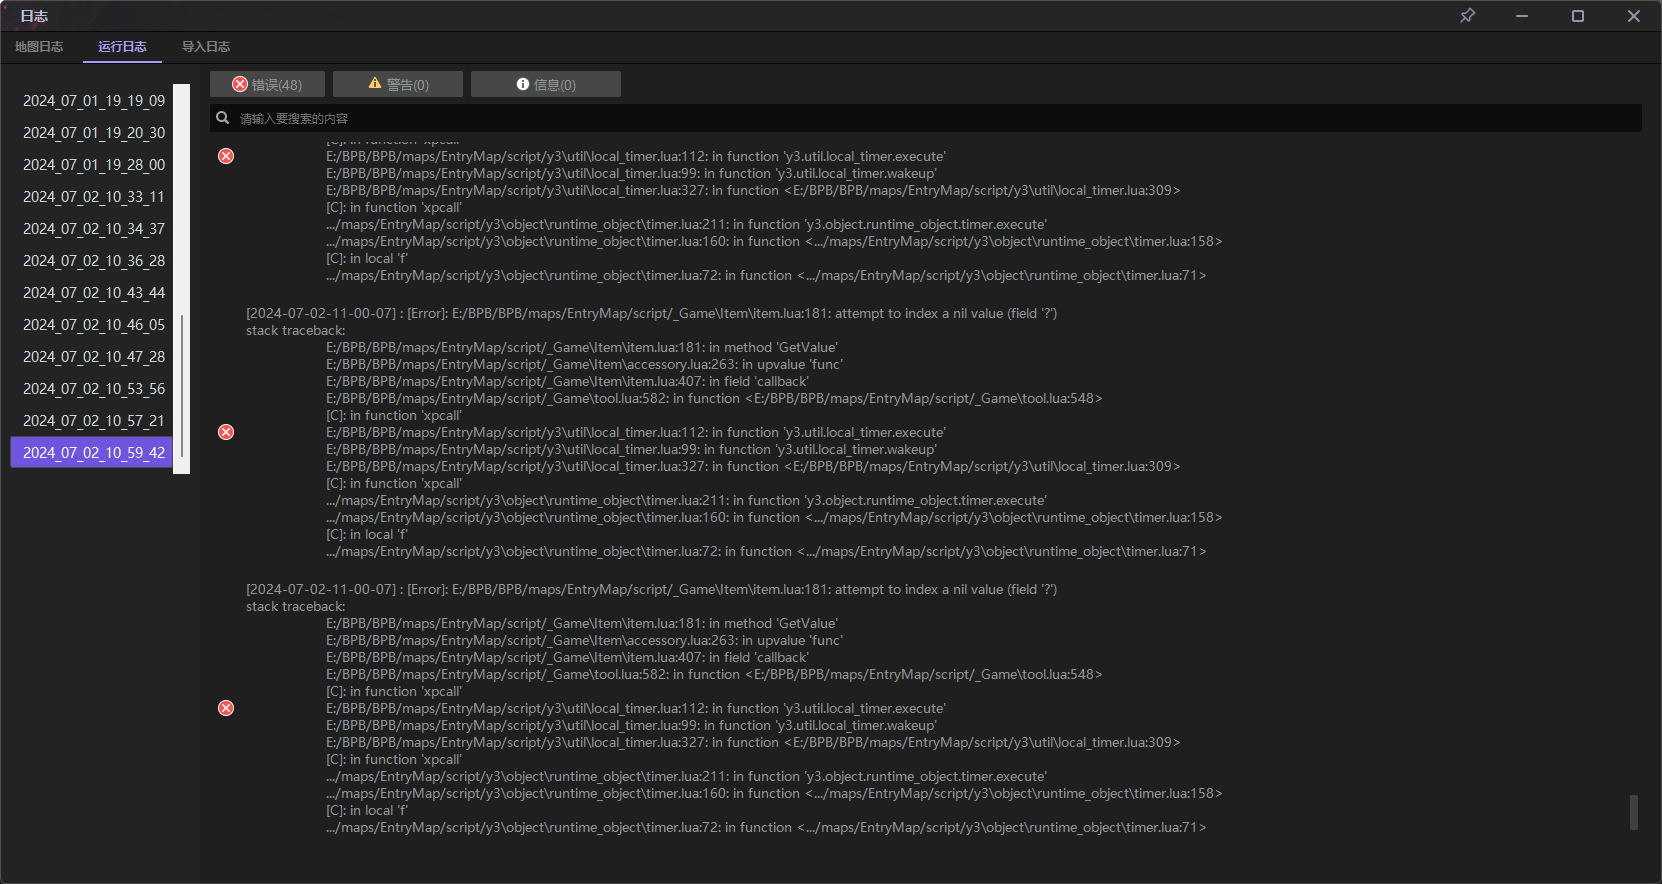 日志
地图日志 运行日志 导入日志
错误(48) 警告(0) 信息(0)
请输入要搜索的内容
2024_07_01_19_19_09
2024_07_01_19_20_30
2024_07_01_19_28_00
2024_07_02_10_33_11
2024_07_02_10_34_37
2024_07_02_10_36_28
2024_07_02_10_43_44
2024_07_02_10_46_05
2024_07_02_10_47_28
2024_07_02_10_53_56
2024_07_02_10_57_21
2024_07_02_10_59_42
[C]: in function 'xpcall'
E:/BPB/BPB/maps/EntryMap/script/y3\util\local_timer.lua:112: in function 'y3.util.local_timer.execute'
E:/BPB/BPB/maps/EntryMap/script/y3\util\local_timer.lua:99: in function 'y3.util.local_timer.wakeup'
E:/BPB/BPB/maps/EntryMap/script/y3\util\local_timer.lua:327: in function <E:/BPB/BPB/maps/EntryMap/script/y3\util\local_timer.lua:309>
[C]: in function 'xpcall'
.../maps/EntryMap/script/y3\object\runtime_object\timer.lua:211: in function 'y3.object.runtime_object.timer.execute'
.../maps/EntryMap/script/y3\object\runtime_object\timer.lua:160: in function <.../maps/EntryMap/script/y3\object\runtime_object\timer.lua:158>
[C]: in local 'f'
.../maps/EntryMap/script/y3\object\runtime_object\timer.lua:72: in function <.../maps/EntryMap/script/y3\object\runtime_object\timer.lua:71>
[2024-07-02-11-00-07] : [Error]: E:/BPB/BPB/maps/EntryMap/script/_Game\Item\item.lua:181: attempt to index a nil value (field '?')
stack traceback:
E:/BPB/BPB/maps/EntryMap/script/_Game\Item\item.lua:181: in method 'GetValue'
E:/BPB/BPB/maps/EntryMap/script/_Game\Item\accessory.lua:263: in upvalue 'func'
E:/BPB/BPB/maps/EntryMap/script/_Game\Item\item.lua:407: in field 'callback'
E:/BPB/BPB/maps/EntryMap/script/_Game\tool.lua:582: in function <E:/BPB/BPB/maps/EntryMap/script/_Game\tool.lua:548>
[C]: in function 'xpcall'
E:/BPB/BPB/maps/EntryMap/script/y3\util\local_timer.lua:112: in function 'y3.util.local_timer.execute'
E:/BPB/BPB/maps/EntryMap/script/y3\util\local_timer.lua:99: in function 'y3.util.local_timer.wakeup'
E:/BPB/BPB/maps/EntryMap/script/y3\util\local_timer.lua:327: in function <E:/BPB/BPB/maps/EntryMap/script/y3\util\local_timer.lua:309>
[C]: in function 'xpcall'
.../maps/EntryMap/script/y3\object\runtime_object\timer.lua:211: in function 'y3.object.runtime_object.timer.execute'
.../maps/EntryMap/script/y3\object\runtime_object\timer.lua:160: in function <.../maps/EntryMap/script/y3\object\runtime_object\timer.lua:158>
[C]: in local 'f'
.../maps/EntryMap/script/y3\object\runtime_object\timer.lua:72: in function <.../maps/EntryMap/script/y3\object\runtime_object\timer.lua:71>
[2024-07-02-11-00-07] : [Error]: E:/BPB/BPB/maps/EntryMap/script/_Game\Item\item.lua:181: attempt to index a nil value (field '?')
stack traceback:
E:/BPB/BPB/maps/EntryMap/script/_Game\Item\item.lua:181: in method 'GetValue'
E:/BPB/BPB/maps/EntryMap/script/_Game\Item\accessory.lua:263: in upvalue 'func'
E:/BPB/BPB/maps/EntryMap/script/_Game\Item\item.lua:407: in field 'callback'
E:/BPB/BPB/maps/EntryMap/script/_Game\tool.lua:582: in function <E:/BPB/BPB/maps/EntryMap/script/_Game\tool.lua:548>
[C]: in function 'xpcall'
E:/BPB/BPB/maps/EntryMap/script/y3\util\local_timer.lua:112: in function 'y3.util.local_timer.execute'
E:/BPB/BPB/maps/EntryMap/script/y3\util\local_timer.lua:99: in function 'y3.util.local_timer.wakeup'
E:/BPB/BPB/maps/EntryMap/script/y3\util\local_timer.lua:327: in function <E:/BPB/BPB/maps/EntryMap/script/y3\util\local_timer.lua:309>
[C]: in function 'xpcall'
.../maps/EntryMap/script/y3\object\runtime_object\timer.lua:211: in function 'y3.object.runtime_object.timer.execute'
.../maps/EntryMap/script/y3\object\runtime_object\timer.lua:160: in function <.../maps/EntryMap/script/y3\object\runtime_object\timer.lua:158>
[C]: in local 'f'
.../maps/EntryMap/script/y3\object\runtime_object\timer.lua:72: in function <.../maps/EntryMap/script/y3\object\runtime_object\timer.lua:71>